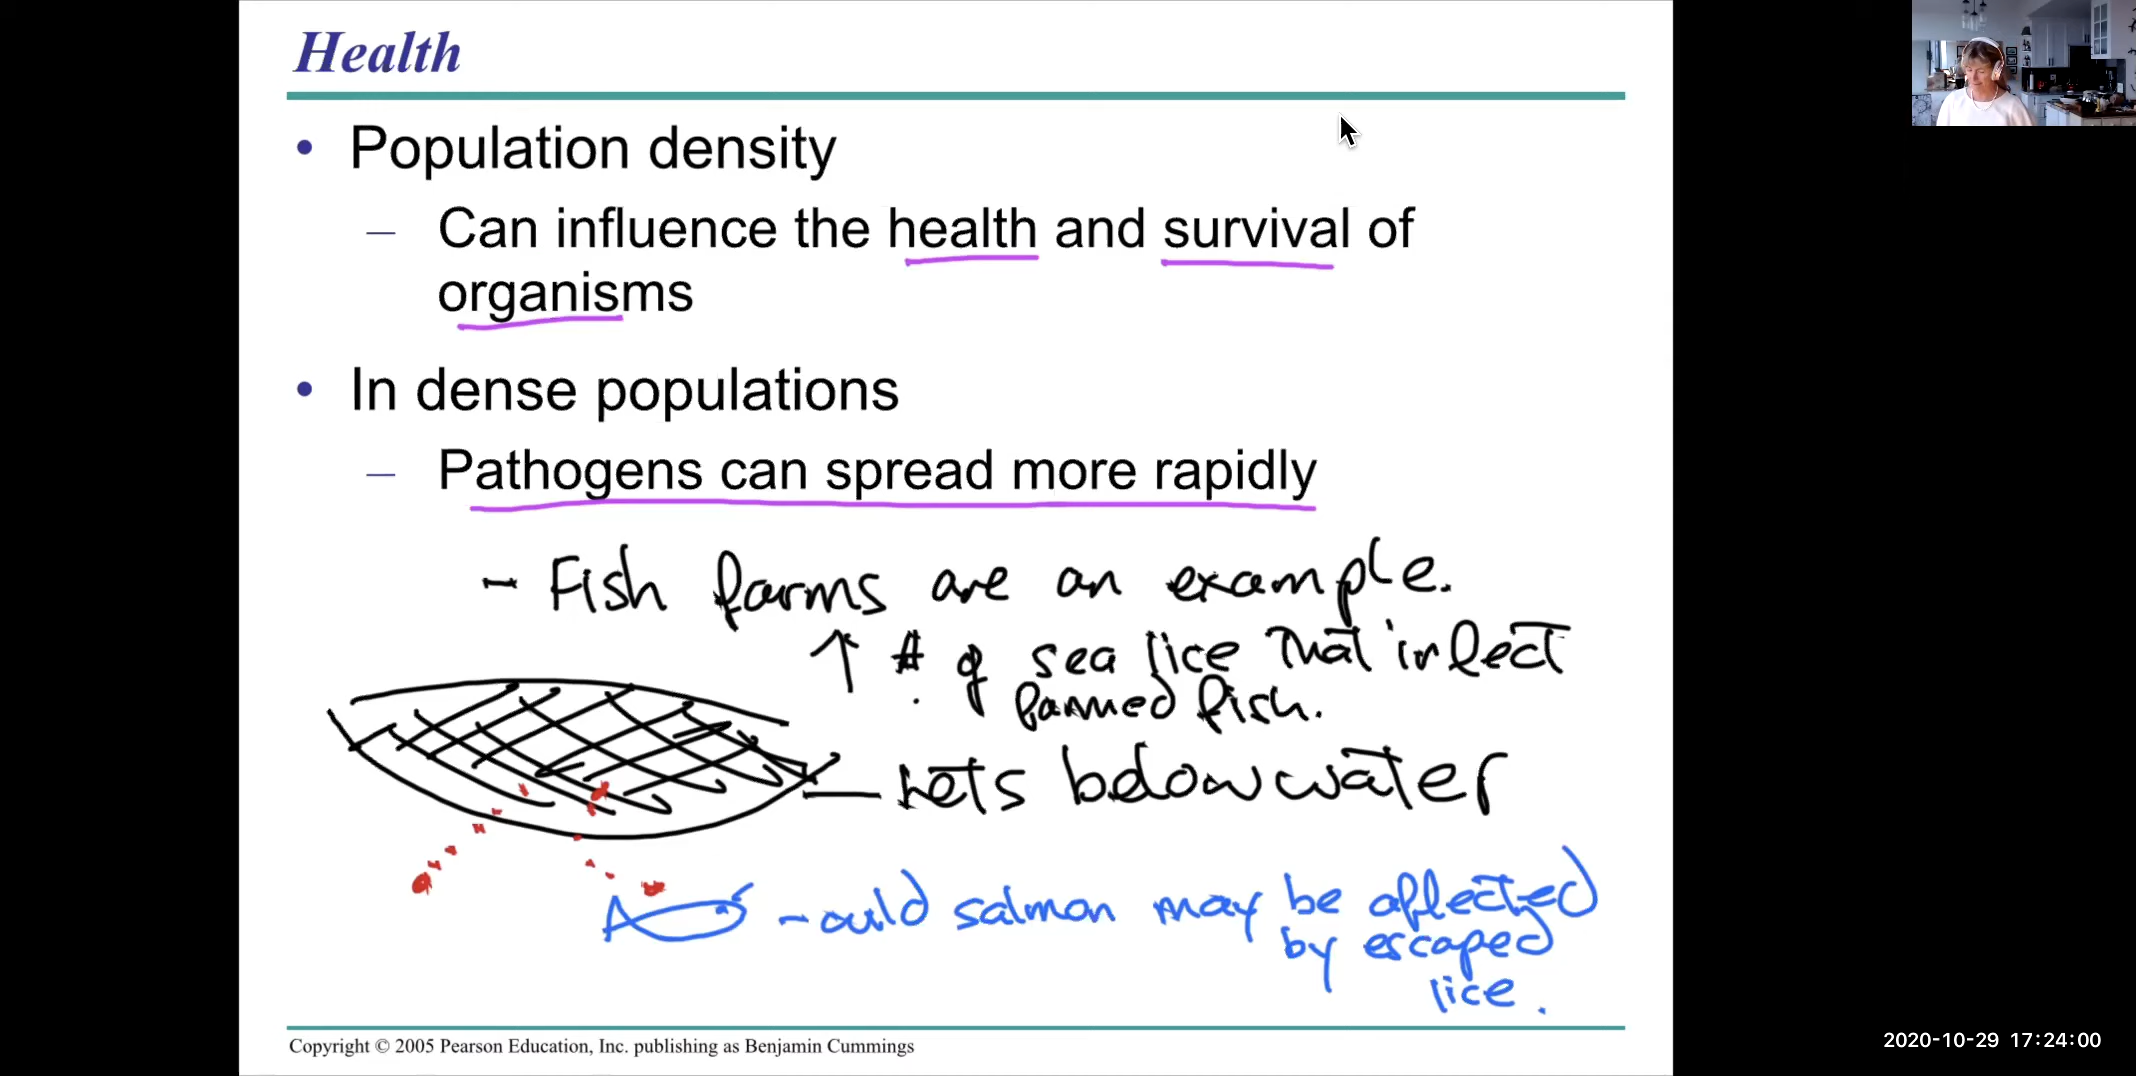 Health
• Population density
– Can influence the health and survival of
organisms
• In dense populations
– Pathogens can spread more rapidly
- Fish farms are an example.
↑ # of sea lice that infect
farmed fish.
- nets below water
- salmon may be affected
by escaped
lice.
Copyright © 2005 Pearson Education, Inc. publishing as Benjamin Cummings
2020-10-29 17:24:00